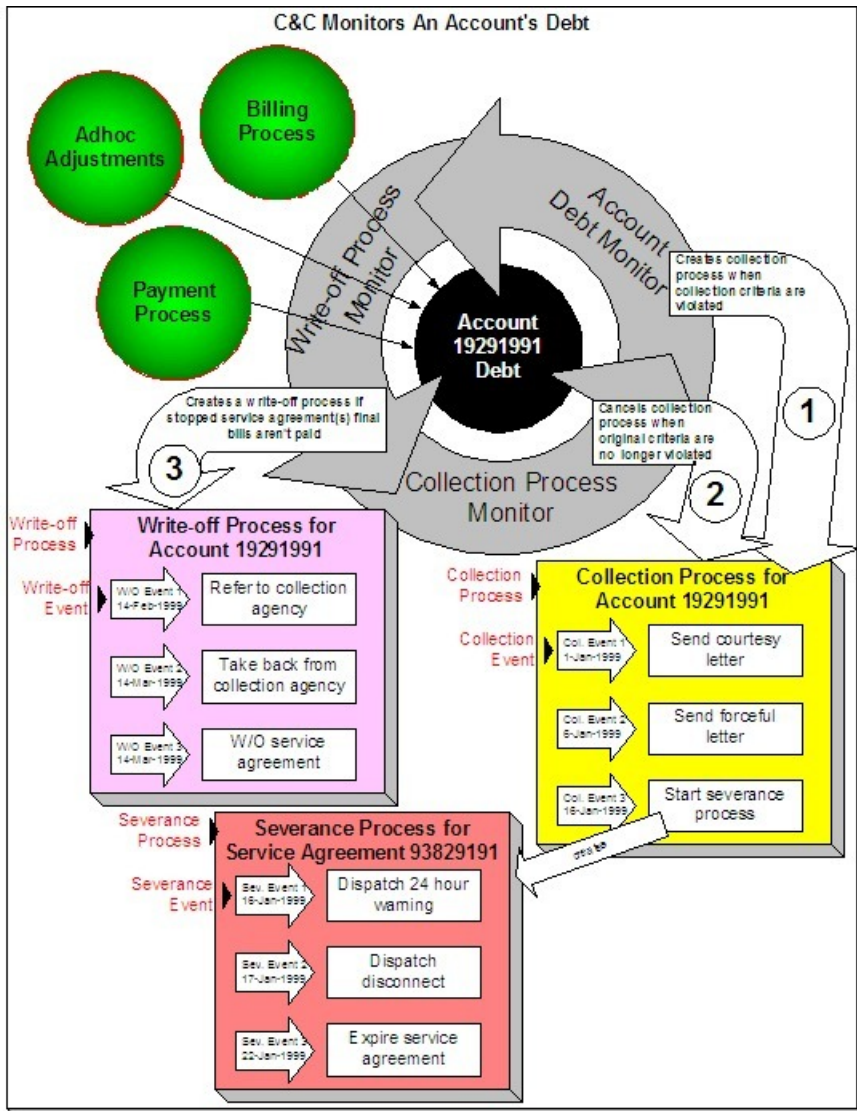 C&C Monitors An Account's Debt
Billing
Process
Adhoc
Adjustments
Payment
Process
Write-off Process
Monitor
Account
Debt Monitor
Collection Process
Monitor
Account
19291991
Debt
Creates collection
process when
collection criteria are
violated
1
Cancels collection
process when
original criteria are
no longer violated
2
Creates a write-off process if
stopped service agreement(s) final
bills aren't paid
3
Write-off
Process
Write-off Process for
Account 19291991
Write-off
Event
W/O Event 1
14-Feb-1999
Refer to collection
agency
W/O Event 2
14-Mar-1999
Take back from
collection agency
W/O Event 3
14-Mar-1999
W/O service
agreement
Collection
Process
Collection Process for
Account 19291991
Collection
Event
Col. Event 1
1-Jan-1999
Send courtesy
letter
Col. Event 2
6-Jan-1999
Send forceful
letter
Col. Event 3
16-Jan-1999
Start severance
process
creates
Severance
Process
Severance Process for
Service Agreement 93829191
Severance
Event
Sev. Event 1
16-Jan-1999
Dispatch 24 hour
warning
Sev. Event 2
17-Jan-1999
Dispatch
disconnect
Sev. Event 3
22-Jan-1999
Expire service
agreement